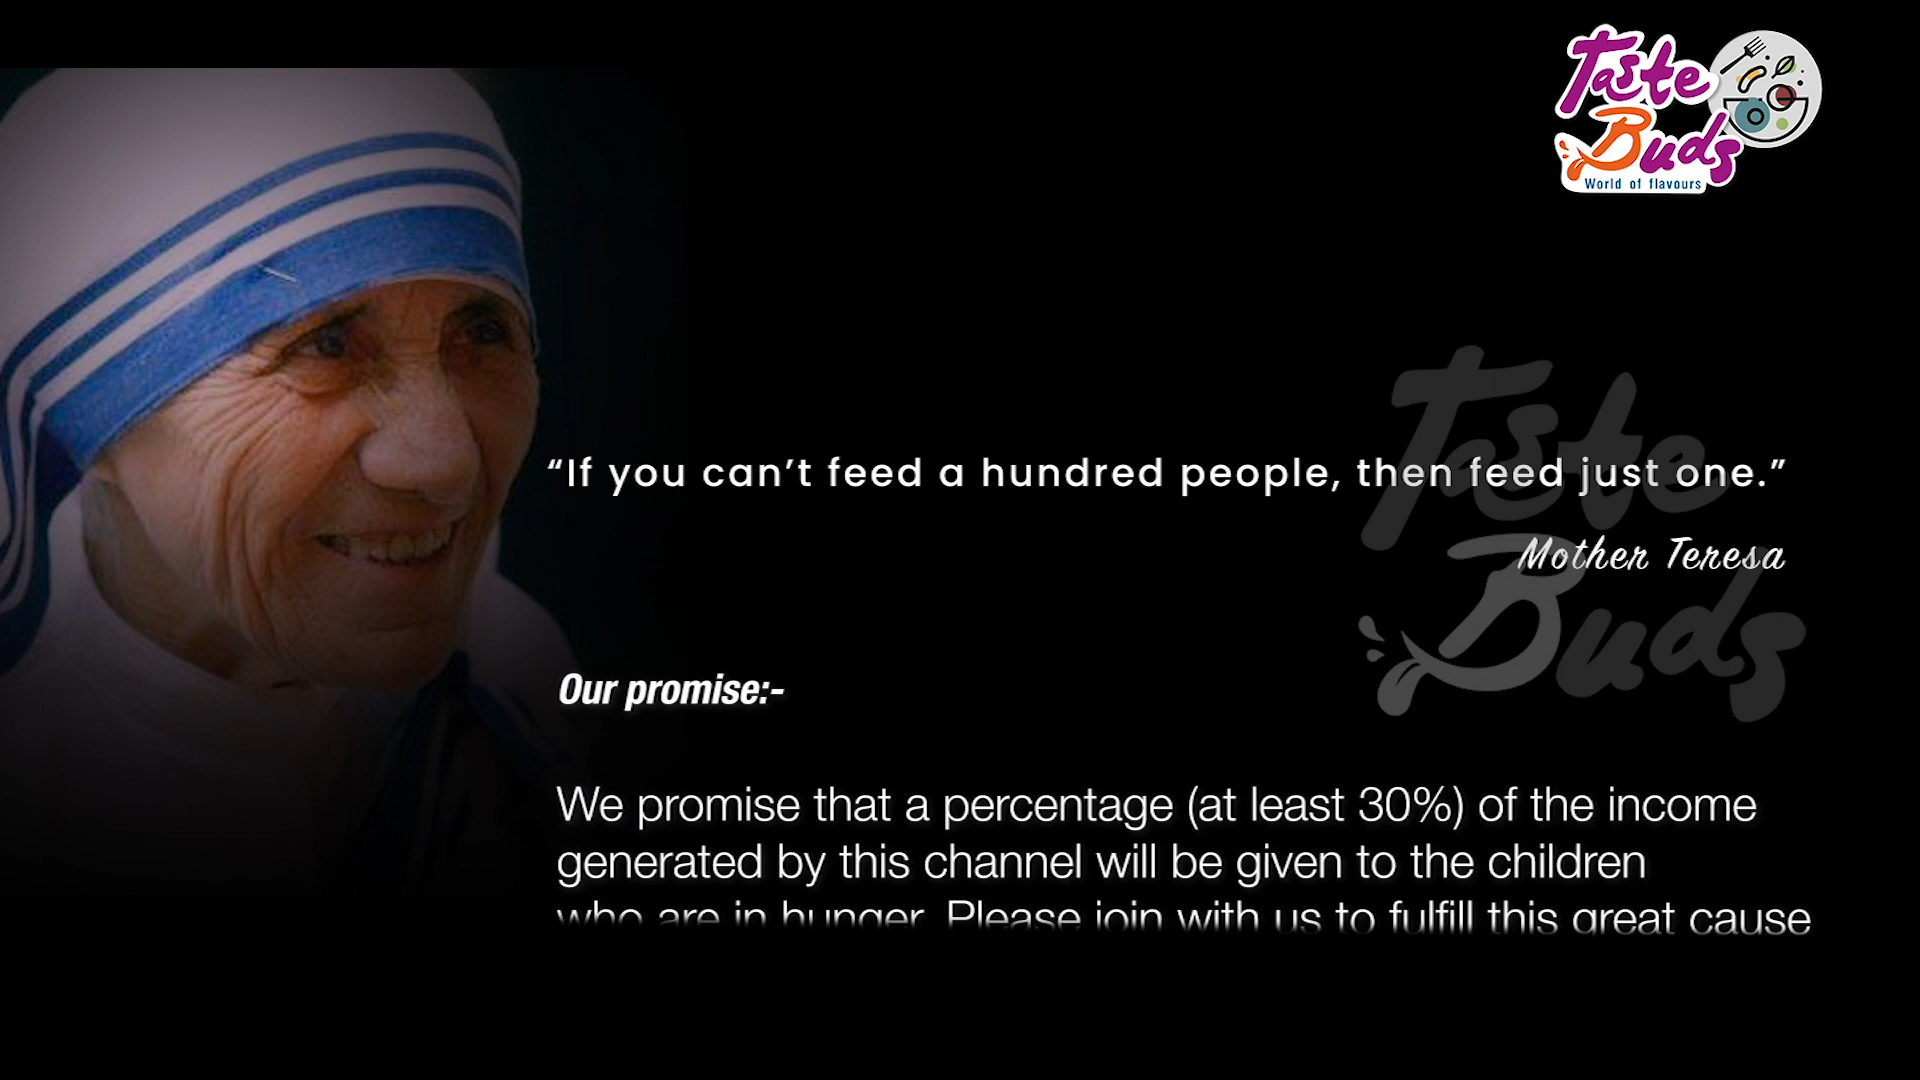 Taste
Buds
World of flavours
“If you can’t feed a hundred people, then feed just one.”
Mother Teresa
Taste
Buds
Our promise:-
We promise that a percentage (at least 30%) of the income
generated by this channel will be given to the children
who are in hunger. Please join with us to fulfill this great cause